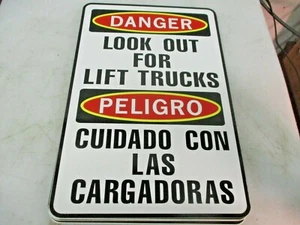 DANGER
LOOK OUT
FOR
LIFT TRUCKS
PELIGRO
CUIDADO CON
LAS
CARGADORAS